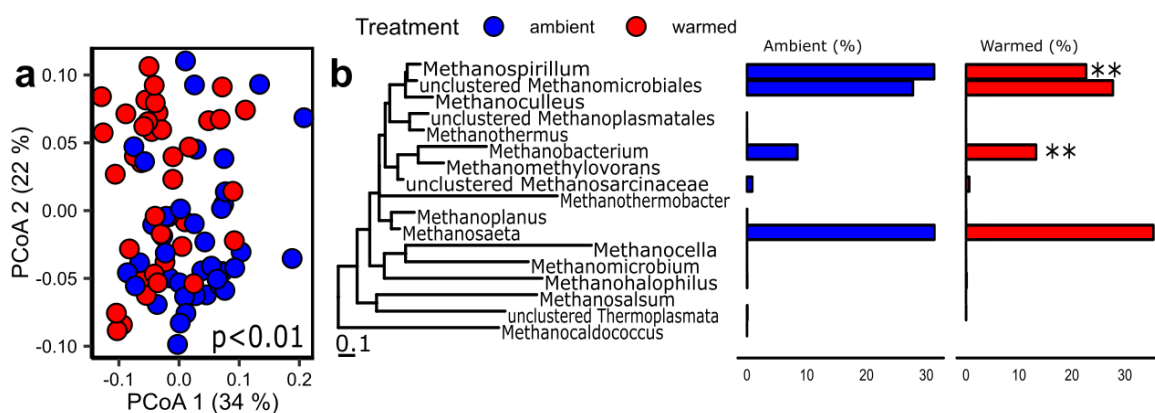 Treatment ambient warmed
a
0.10
0.05
0.00
-0.05
-0.10
PCoA 2 (22 %)
p<0.01
-0.1 0.0 0.1 0.2
PCoA 1 (34 %)
b
Methanospirillum
unclustered Methanomicrobiales
Methanoculleus
unclustered Methanoplasmatales
Methanothermus
Methanobacterium
Methanomethylovorans
unclustered Methanosarcinaceae
Methanothermobacter
Methanoplanus
Methanosaeta
Methanocella
Methanomicrobium
Methanohalophilus
Methanosalsum
unclustered Thermoplasmata
Methanocaldococcus
0.1
Ambient (%)
0 10 20 30
Warmed (%)
**
**
0 10 20 30